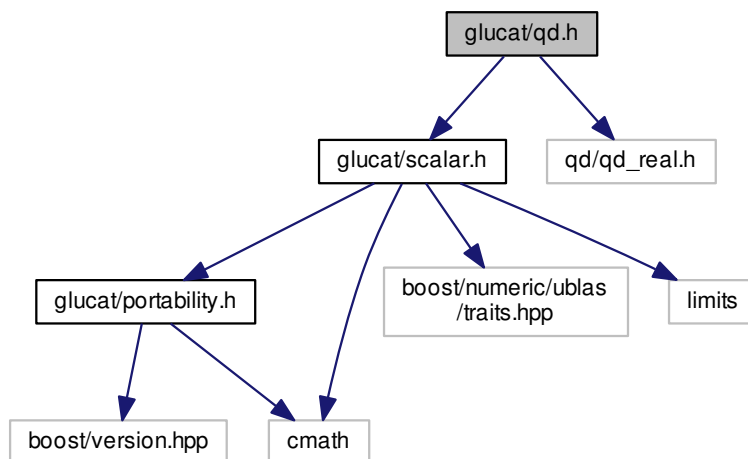 glucat/qd.h
glucat/scalar.h
qd/qd_real.h
glucat/portability.h
boost/numeric/ublas
/traits.hpp
limits
boost/version.hpp
cmath